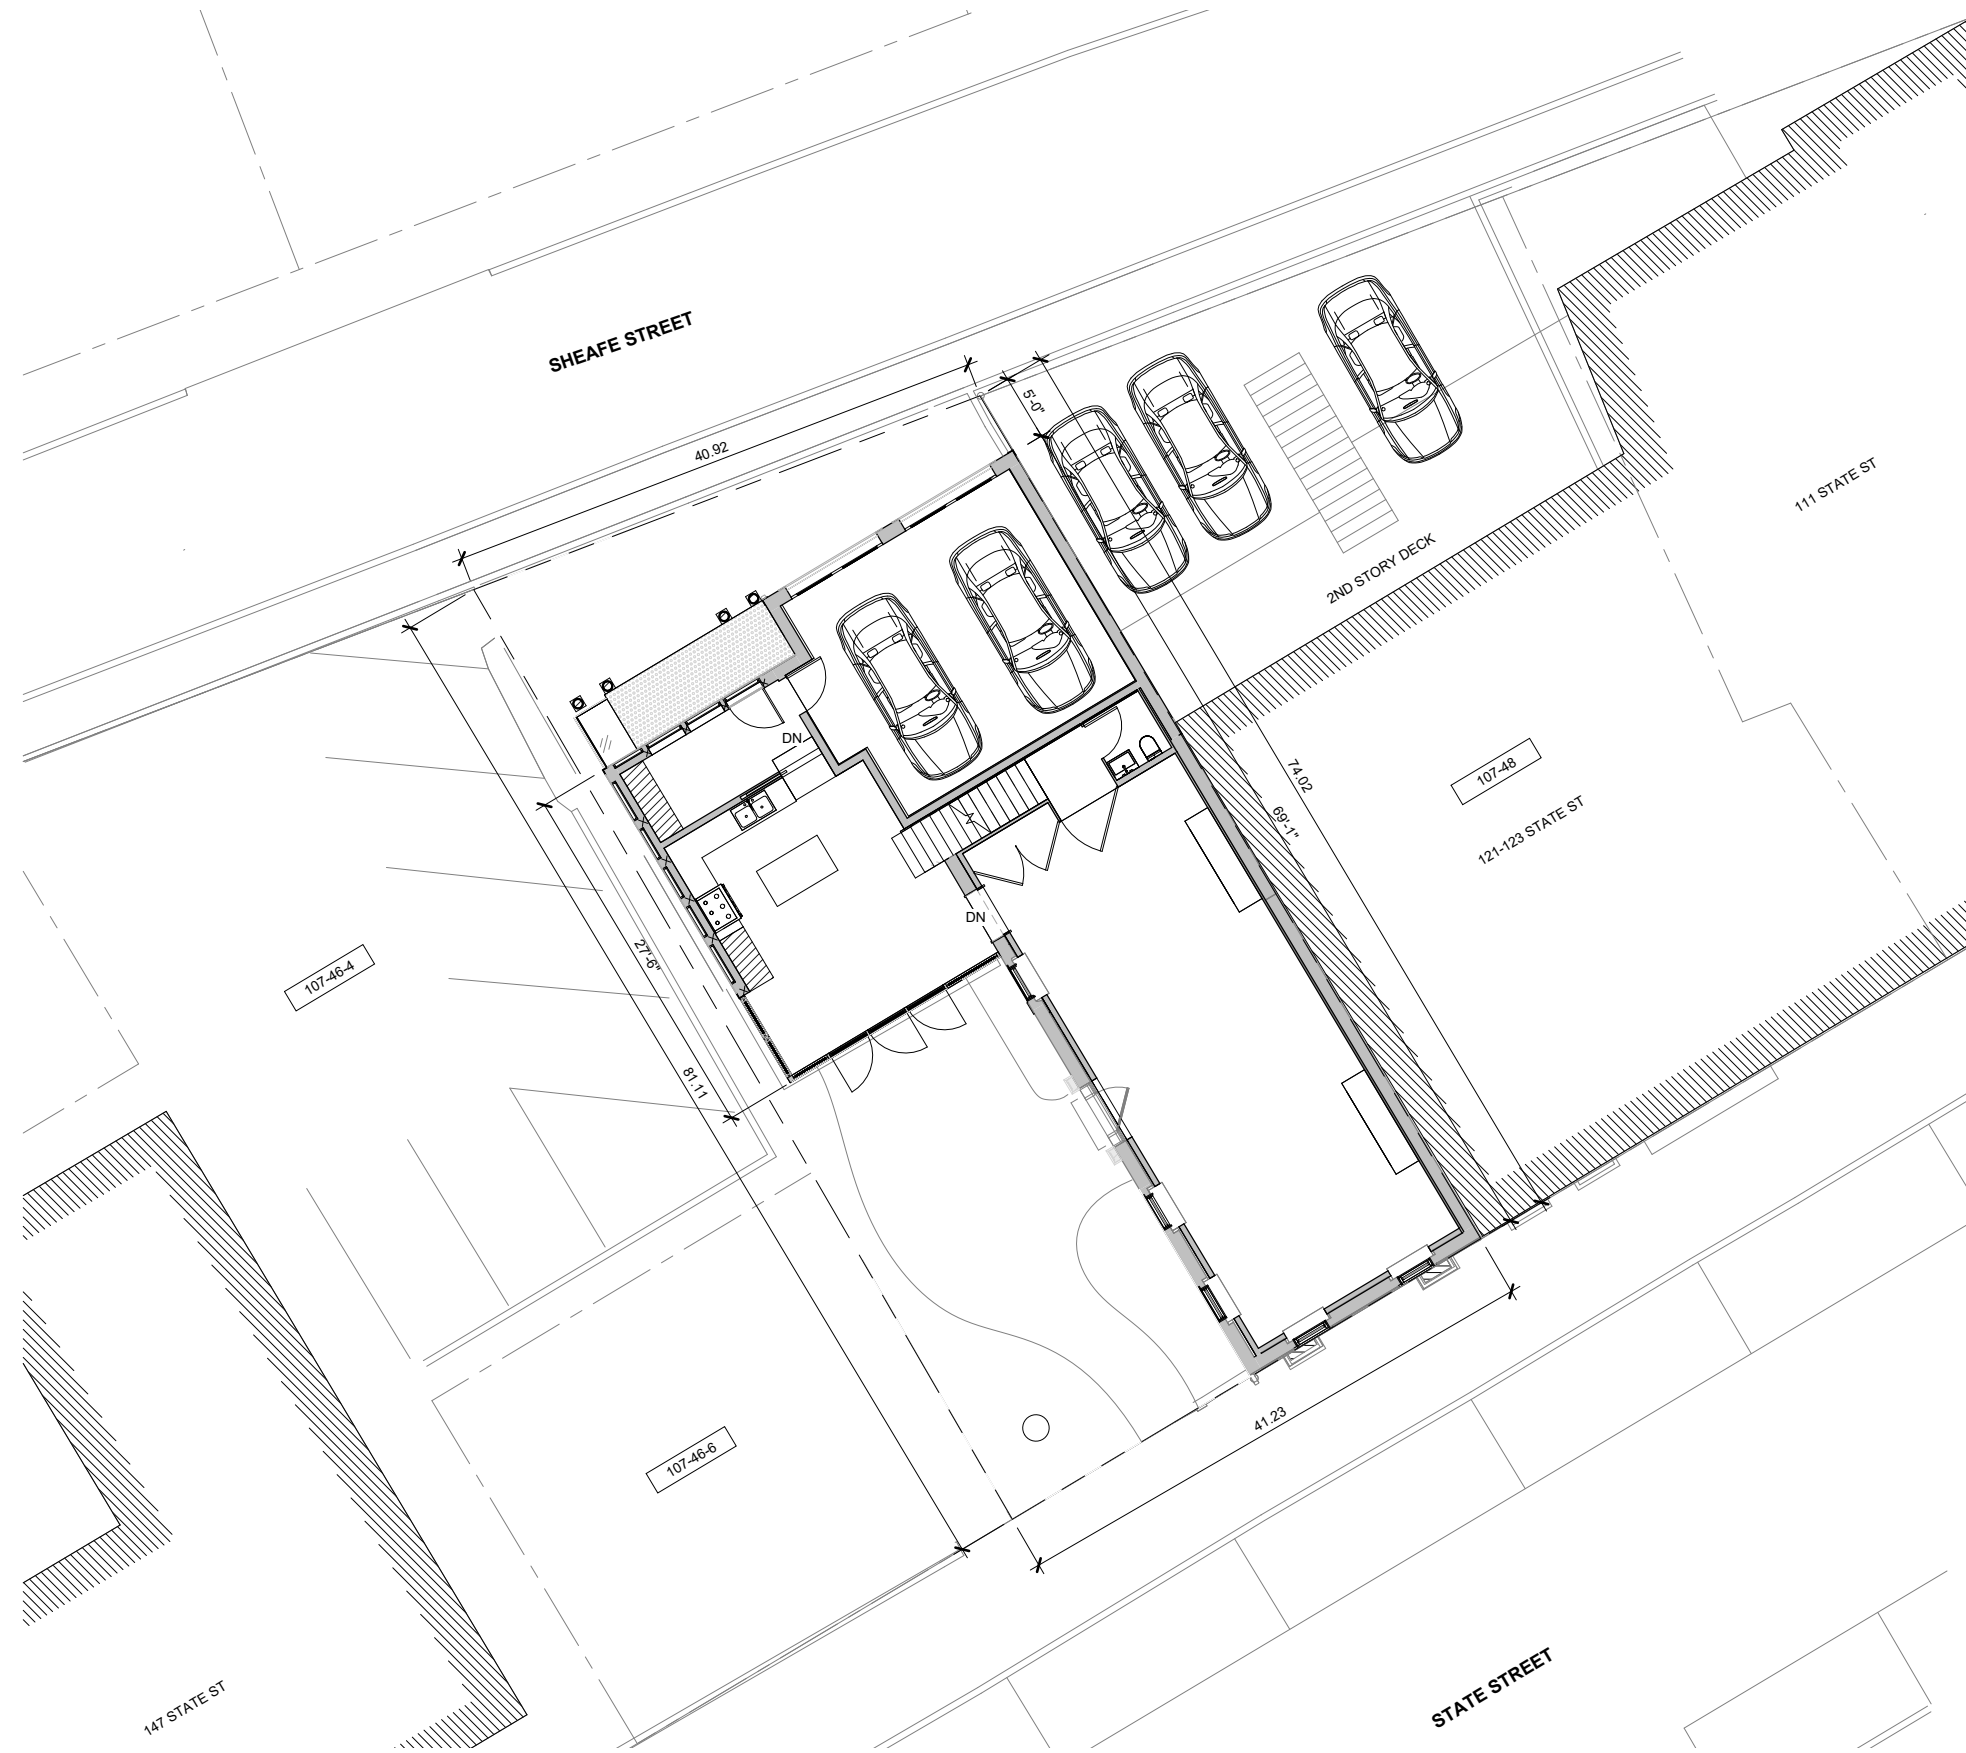 SHEAFE STREET
5'-0"
40.92
111 STATE ST
2ND STORY DECK
DN
74.02
107-48
69'-1"
121-123 STATE ST
DN
27'-6"
107-46-4
81.11
41.23
107-46-6
STATE STREET
147 STATE ST